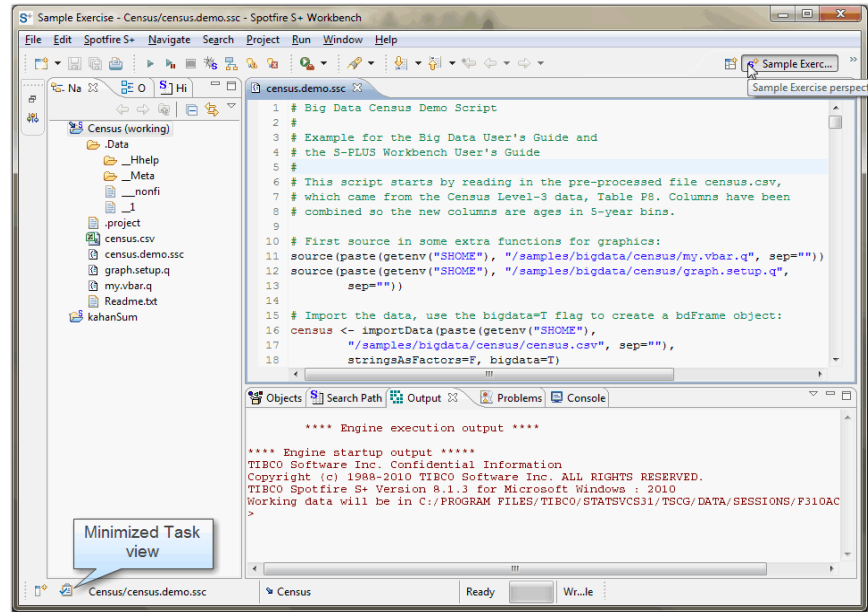 Sample Exercise - Census/census.demo.ssc - Spotfire S+ Workbench
File Edit Spotfire S+ Navigate Search Project Run Window Help
Sample Exerc...
Sample Exercise perspect
Na O Hi
census.demo.ssc
Census (working)
.Data
__Hhelp
__Meta
___nonfi
__1
.project
census.csv
census.demo.ssc
graph.setup.q
my.vbar.q
Readme.txt
kahanSum
1 # Big Data Census Demo Script
2 #
3 # Example for the Big Data User's Guide and
4 # the S-PLUS Workbench User's Guide
5 #
6 # This script starts by reading in the pre-processed file census.csv,
7 # which came from the Census Level-3 data, Table P8. Columns have been
8 # combined so the new columns are ages in 5-year bins.
9
10 # First source in some extra functions for graphics:
11 source(paste(getenv("SHOME"), "/samples/bigdata/census/my.vbar.q", sep=""))
12 source(paste(getenv("SHOME"), "/samples/bigdata/census/graph.setup.q",
13 sep=""))
14
15 # Import the data, use the bigdata=T flag to create a bdFrame object:
16 census <- importData(paste(getenv("SHOME"),
17 "/samples/bigdata/census/census.csv", sep=""),
18 stringsAsFactors=F, bigdata=T)
Objects Search Path Output Problems Console
**** Engine execution output ****
**** Engine startup output *****
TIBCO Software Inc. Confidential Information
Copyright (c) 1988-2010 TIBCO Software Inc. ALL RIGHTS RESERVED.
TIBCO Spotfire S+ Version 8.1.3 for Microsoft Windows : 2010
Working data will be in C:/PROGRAM FILES/TIBCO/STATSVCS31/TSCG/DATA/SESSIONS/F310AC
>
Minimized Task
view
Census/census.demo.ssc Census Ready Wr...le